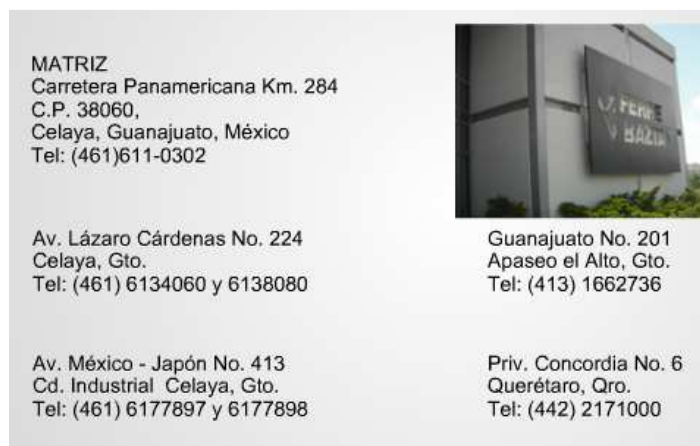 MATRIZ
Carretera Panamericana Km. 284
C.P. 38060,
Celaya, Guanajuato, México
Tel: (461)611-0302
FERRE
BAZTAN
Av. Lázaro Cárdenas No. 224
Celaya, Gto.
Tel: (461) 6134060 y 6138080
Guanajuato No. 201
Apaseo el Alto, Gto.
Tel: (413) 1662736
Av. México - Japón No. 413
Cd. Industrial  Celaya, Gto.
Tel: (461) 6177897 y 6177898
Priv. Concordia No. 6
Querétaro, Qro.
Tel: (442) 2171000